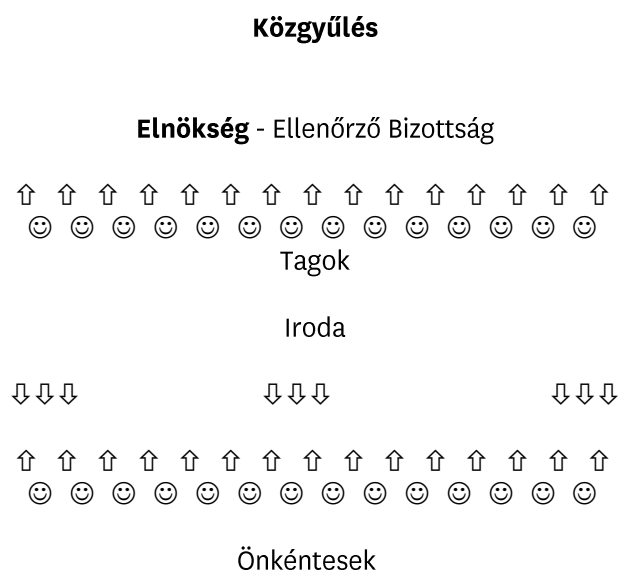 Közgyűlés
Elnökség - Ellenőrző Bizottság
⇧ ⇧ ⇧ ⇧ ⇧ ⇧ ⇧ ⇧ ⇧ ⇧ ⇧ ⇧ ⇧ ⇧ ⇧
☺ ☺ ☺ ☺ ☺ ☺ ☺ ☺ ☺ ☺ ☺ ☺ ☺ ☺
Tagok
Iroda
⇩⇩⇩ ⇩⇩⇩ ⇩⇩⇩
⇧ ⇧ ⇧ ⇧ ⇧ ⇧ ⇧ ⇧ ⇧ ⇧ ⇧ ⇧ ⇧ ⇧ ⇧
☺ ☺ ☺ ☺ ☺ ☺ ☺ ☺ ☺ ☺ ☺ ☺ ☺ ☺
Önkéntesek